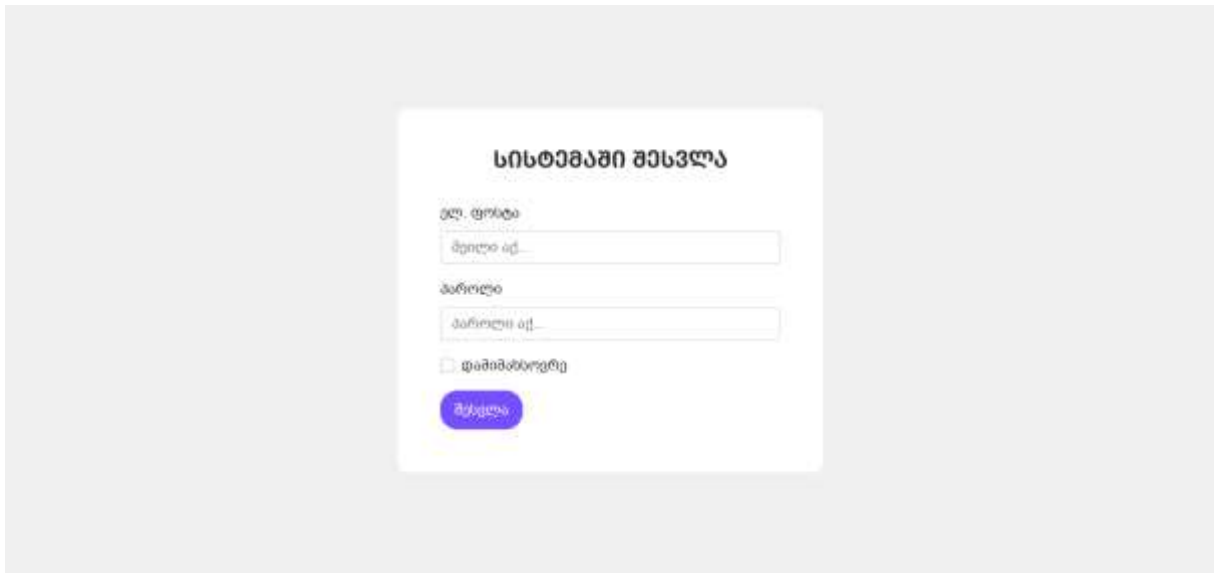 ᲡᲘᲡᲢᲔᲛᲐᲨᲘ ᲨᲔᲡᲕᲚᲐ
ელ. ფოსტა
მეილი აქ...
პაროლი
პაროლი აქ...
დამიმახსოვრე
შესვლა